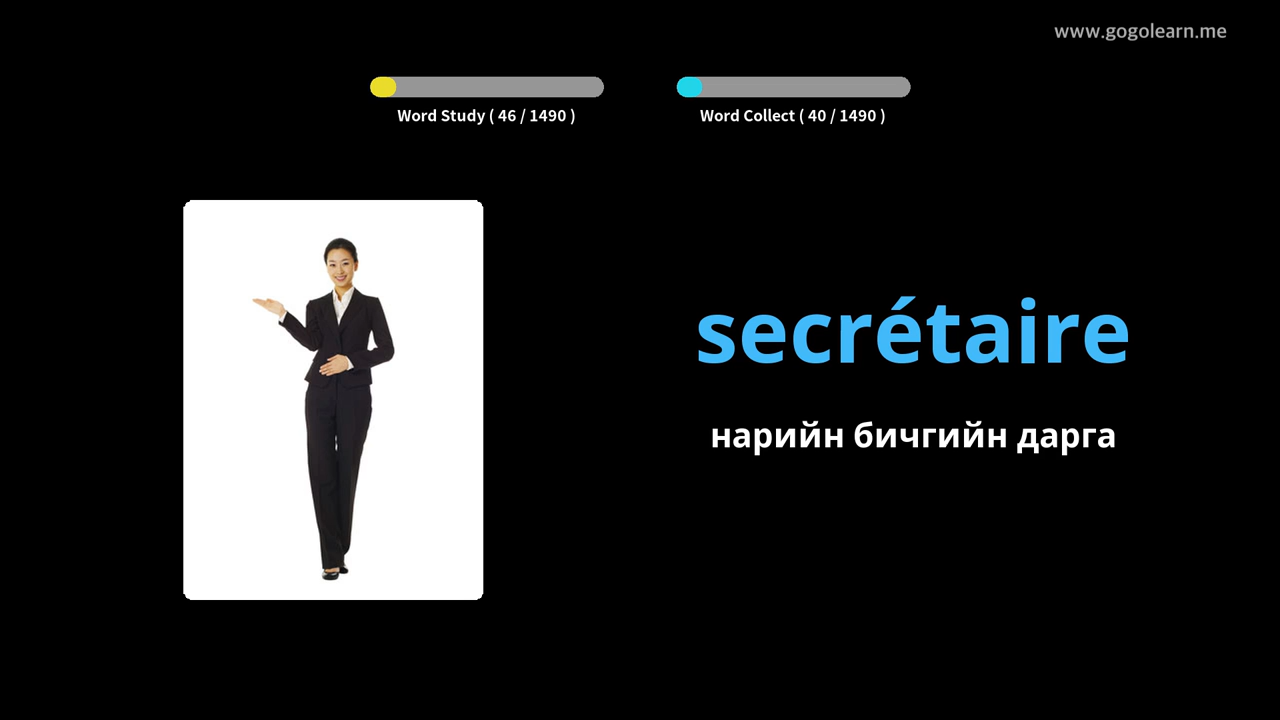 www.gogolearn.me
Word Study ( 46 / 1490 )
Word Collect ( 40 / 1490 )
secrétaire
нарийн бичгийн дарга